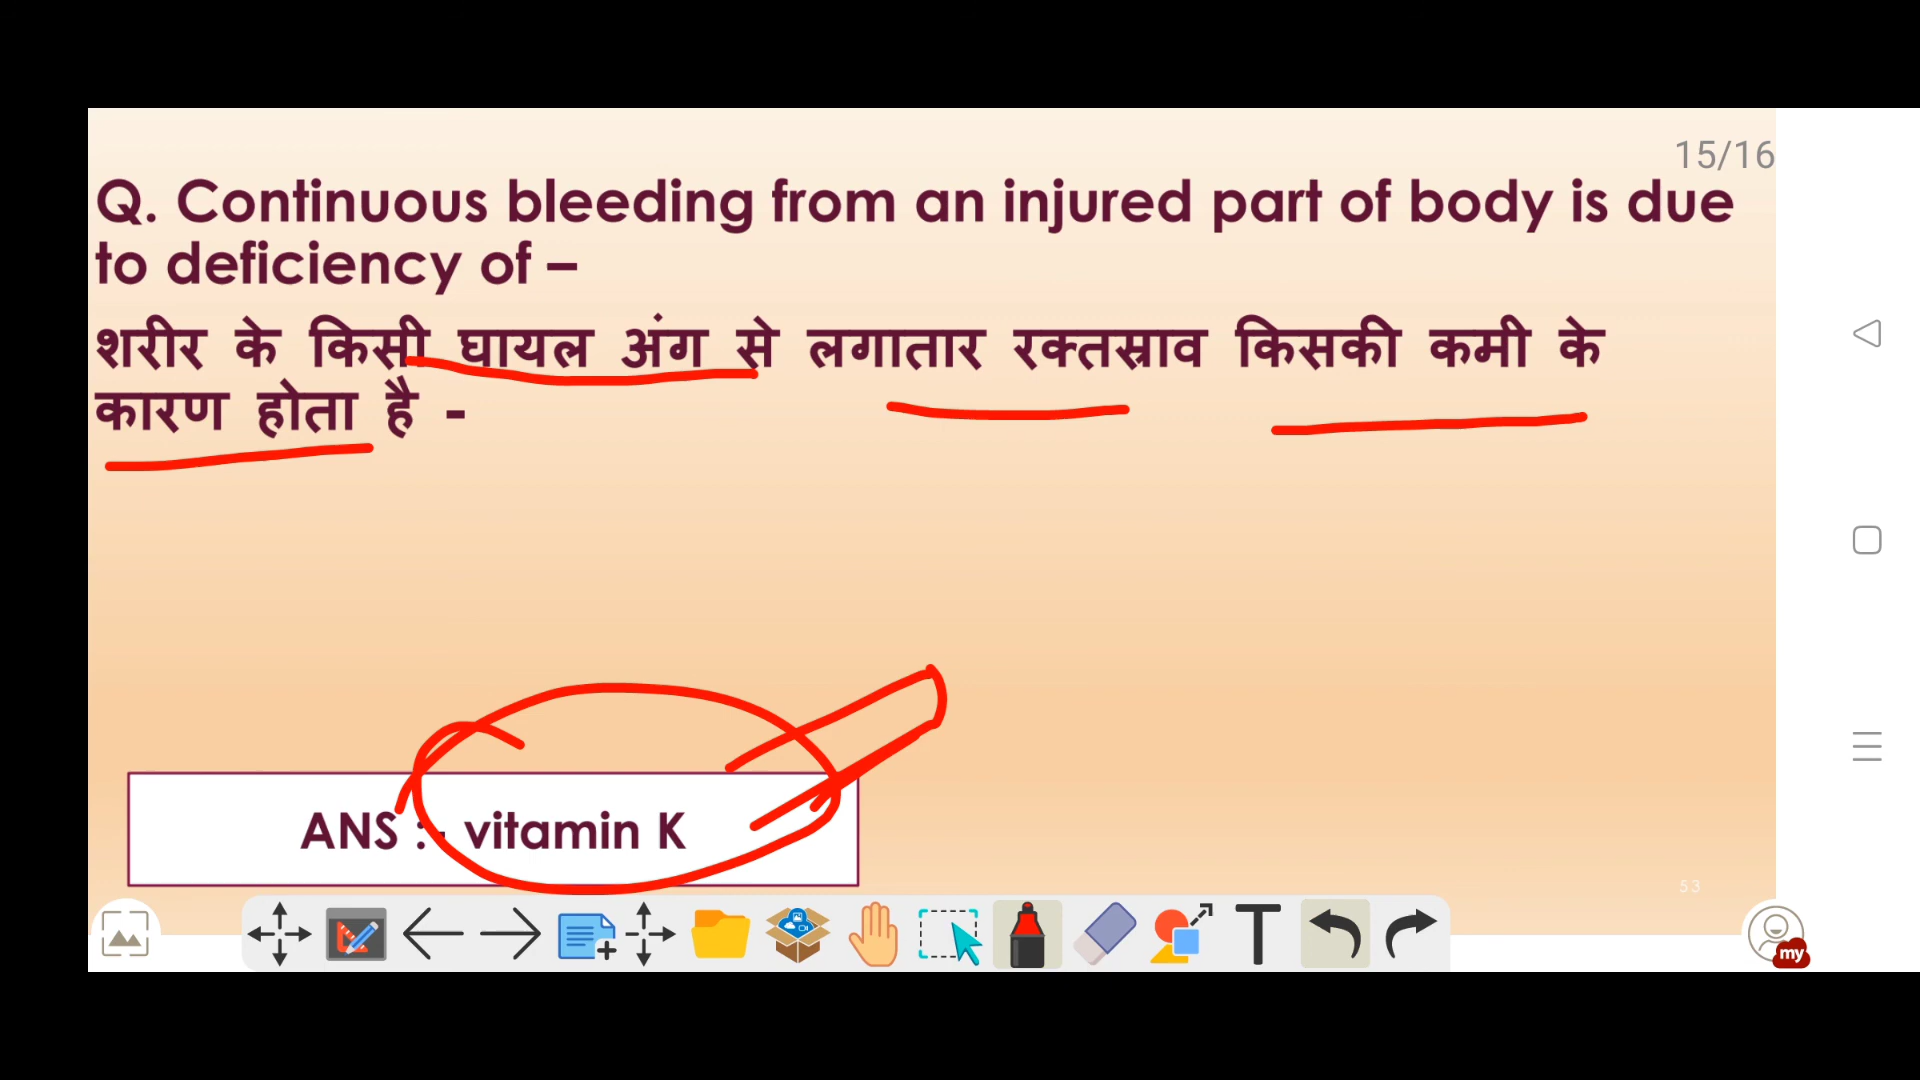 15/16
Q. Continuous bleeding from an injured part of body is due
to deficiency of –
शरीर के किसी घायल अंग से लगातार रक्तस्राव किसकी कमी के
कारण होता है -
ANS :- vitamin K
53
T
my